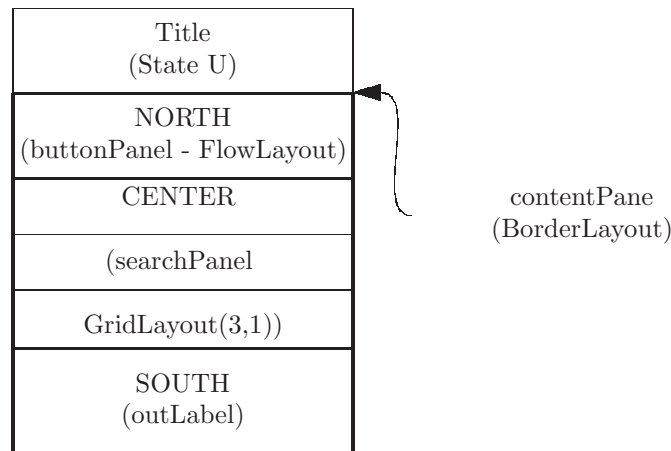 Title
(State U)
NORTH
(buttonPanel - FlowLayout)
CENTER
(searchPanel
GridLayout(3,1))
SOUTH
(outLabel)
contentPane
(BorderLayout)